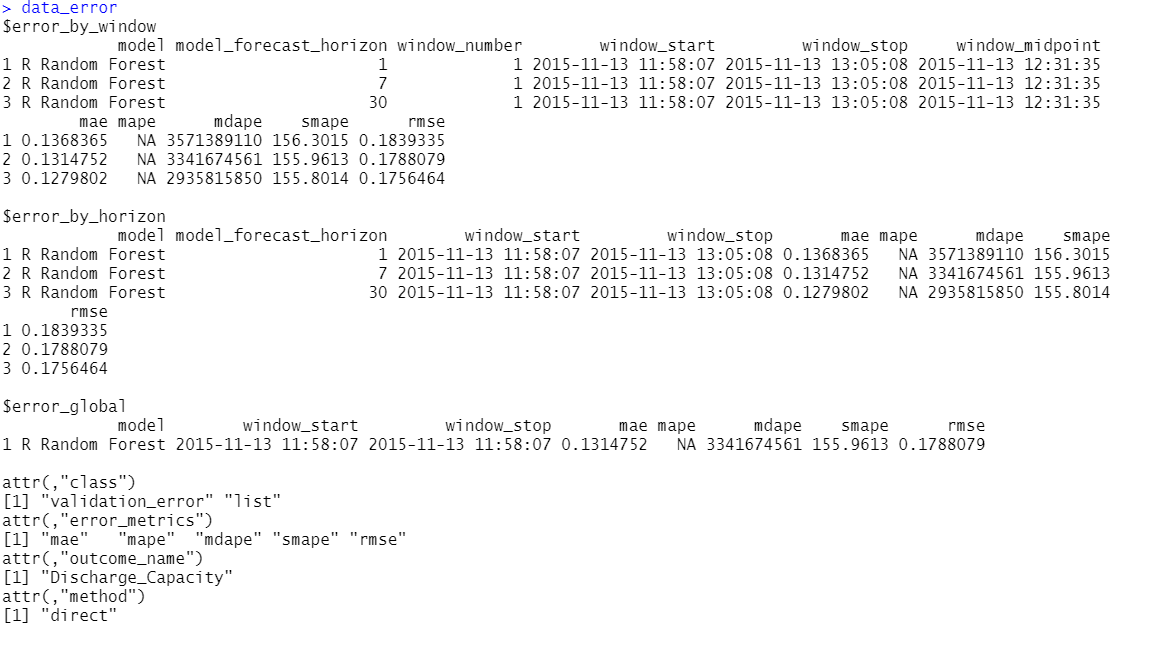 > data_error
$error_by_window
            model model_forecast_horizon window_number        window_start         window_stop     window_midpoint
1 R Random Forest                      1             1 2015-11-13 11:58:07 2015-11-13 13:05:08 2015-11-13 12:31:35
2 R Random Forest                      7             1 2015-11-13 11:58:07 2015-11-13 13:05:08 2015-11-13 12:31:35
3 R Random Forest                     30             1 2015-11-13 11:58:07 2015-11-13 13:05:08 2015-11-13 12:31:35
        mae mape      mdape    smape      rmse
1 0.1368365   NA 3571389110 156.3015 0.1839335
2 0.1314752   NA 3341674561 155.9613 0.1788079
3 0.1279802   NA 2935815850 155.8014 0.1756464
$error_by_horizon
            model model_forecast_horizon        window_start         window_stop       mae mape      mdape    smape
1 R Random Forest                      1 2015-11-13 11:58:07 2015-11-13 13:05:08 0.1368365   NA 3571389110 156.3015
2 R Random Forest                      7 2015-11-13 11:58:07 2015-11-13 13:05:08 0.1314752   NA 3341674561 155.9613
3 R Random Forest                     30 2015-11-13 11:58:07 2015-11-13 13:05:08 0.1279802   NA 2935815850 155.8014
       rmse
1 0.1839335
2 0.1788079
3 0.1756464
$error_global
            model        window_start         window_stop       mae mape      mdape    smape      rmse
1 R Random Forest 2015-11-13 11:58:07 2015-11-13 11:58:07 0.1314752   NA 3341674561 155.9613 0.1788079
attr(,"class")
[1] "validation_error" "list"
attr(,"error_metrics")
[1] "mae"   "mape"  "mdape" "smape" "rmse"
attr(,"outcome_name")
[1] "Discharge_Capacity"
attr(,"method")
[1] "direct"